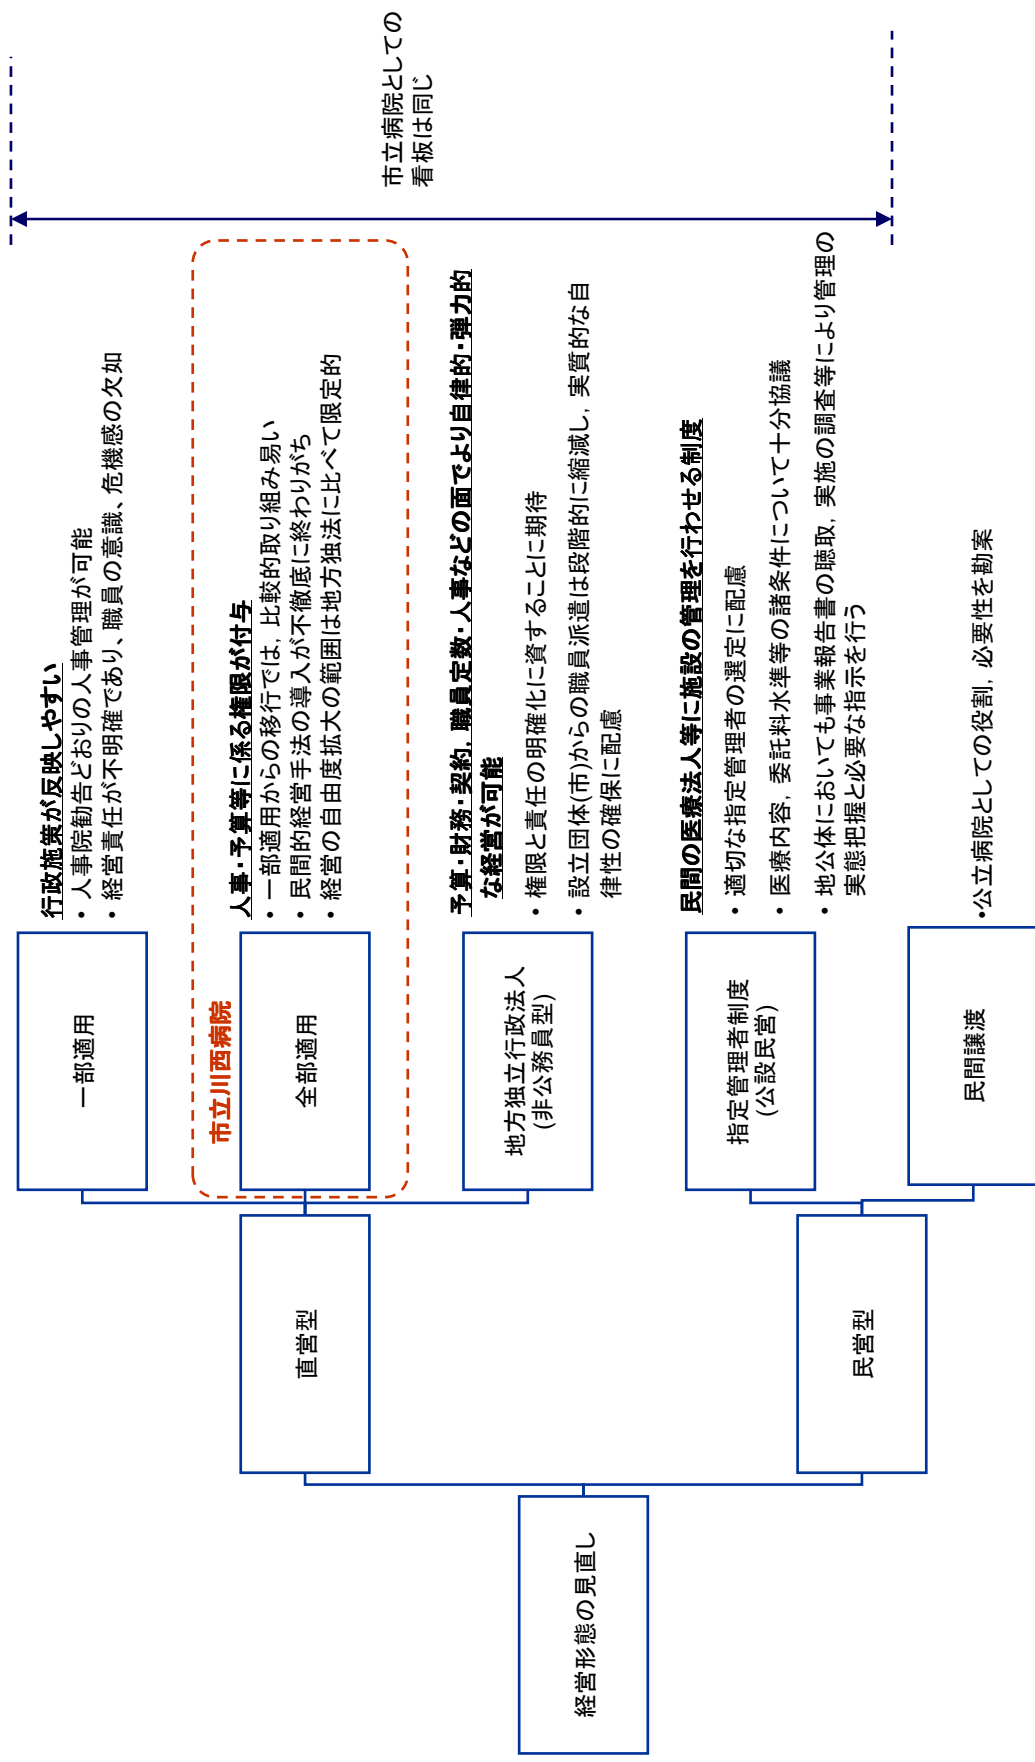 経営形態の見直し
直営型
民営型
一部適用
行政施策が反映しやすい
• 人事院勧告どおりの人事管理が可能
• 経営責任が不明確であり、職員の意識、危機感の欠如
市立川西病院
全部適用
人事・予算等に係る権限が付与
• 一部適用からの移行では，比較的取り組み易い
• 民間的経営手法の導入が不徹底に終わりがち
• 経営の自由度拡大の範囲は地方独法に比べて限定的
地方独立行政法人
(非公務員型)
予算・財務・契約，職員定数・人事などの面でより自律的・弾力的
な経営が可能
• 権限と責任の明確化に資することに期待
• 設立団体(市)からの職員派遣は段階的に縮減し，実質的な自
律性の確保に配慮
指定管理者制度
(公設民営)
民間の医療法人等に施設の管理を行わせる制度
• 適切な指定管理者の選定に配慮
• 医療内容，委託料水準等の諸条件について十分協議
• 地公体においても事業報告書の聴取，実施の調査等により管理の
実態把握と必要な指示を行う
民間譲渡
•公立病院としての役割，必要性を勘案
市立病院としての
看板は同じ